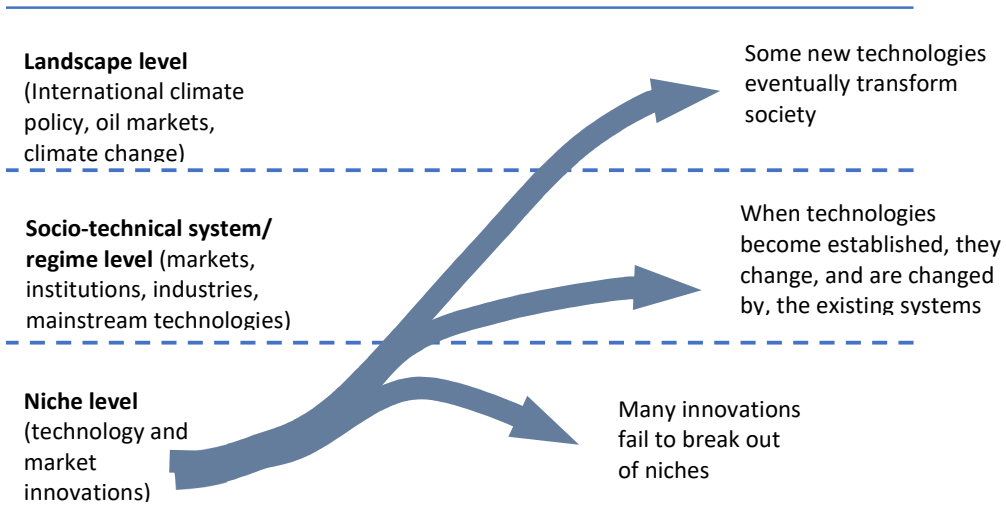 Landscape level
(International climate
policy, oil markets,
climate change)
Some new technologies
eventually transform
society
Socio-technical system/
regime level (markets,
institutions, industries,
mainstream technologies)
When technologies
become established, they
change, and are changed
by, the existing systems
Niche level
(technology and
market
innovations)
Many innovations
fail to break out
of niches